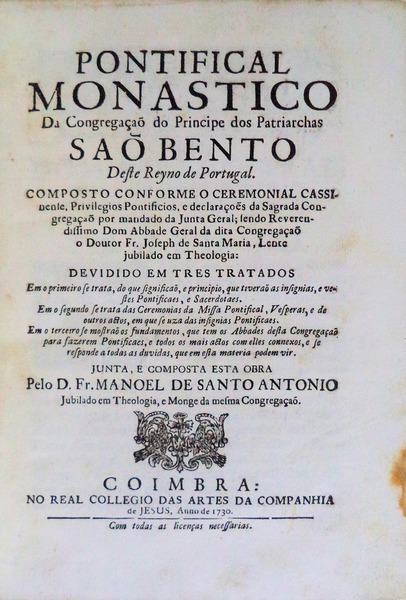 PONTIFICAL
MONASTICO
Da Congregaçaõ do Principe dos Patriarchas
SAÕ BENTO
Deſte Reyno de Portugal.
COMPOSTO CONFORME O CEREMONIAL CASSI-
nenſe, Privilegios Pontificios, e declaraçoẽs da Sagrada Con-
gregaçaõ por mandado da Junta Geral; ſendo Reveren-
diſſimo Dom Abbade Geral da dita Congregaçaõ
o Doutor Fr. Joſeph de Santa Maria, Lente
jubilado em Theologia:
DEVIDIDO EM TRES TRATADOS
Em o primeiro ſe trata, do que ſignificaõ, e principio, que tiveraõ as inſignias, e ve-
ſtes Pontificaes, e Sacerdotaes.
Em o ſegundo ſe trata das Ceremonias da Miſſa Pontifical, Veſperas, e de
outros actos, em que ſe uza das inſignias Pontificaes.
Em o terceiro ſe moſtraõ os fundamentos, que tem os Abbades deſta Congregaçaõ
para fazerem Pontificaes, e todos os mais actos com elles connexos, e ſe
reſponde a todas as duvidas, que em eſta materia podem vir.
JUNTA, E COMPOSTA ESTA OBRA
Pelo D. Fr. MANOEL DE SANTO ANTONIO
Jubilado em Theologia, e Monge da meſma Congregaçaõ.
COIMBRA:
NO REAL COLLEGIO DAS ARTES DA COMPANHIA
de JESUS, Anno de 1730.
Com todas as licenças neceſſarias.